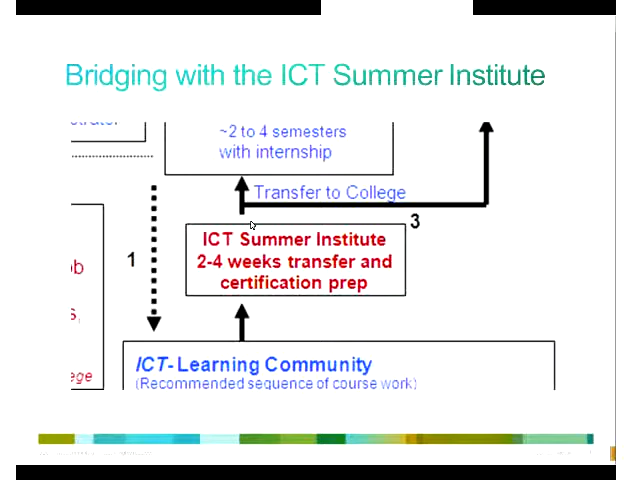 Bridging with the ICT Summer Institute
~2 to 4 semesters
with internship
Transfer to College
3
ICT Summer Institute
2-4 weeks transfer and
certification prep
1
ICT- Learning Community
(Recommended sequence of course work)